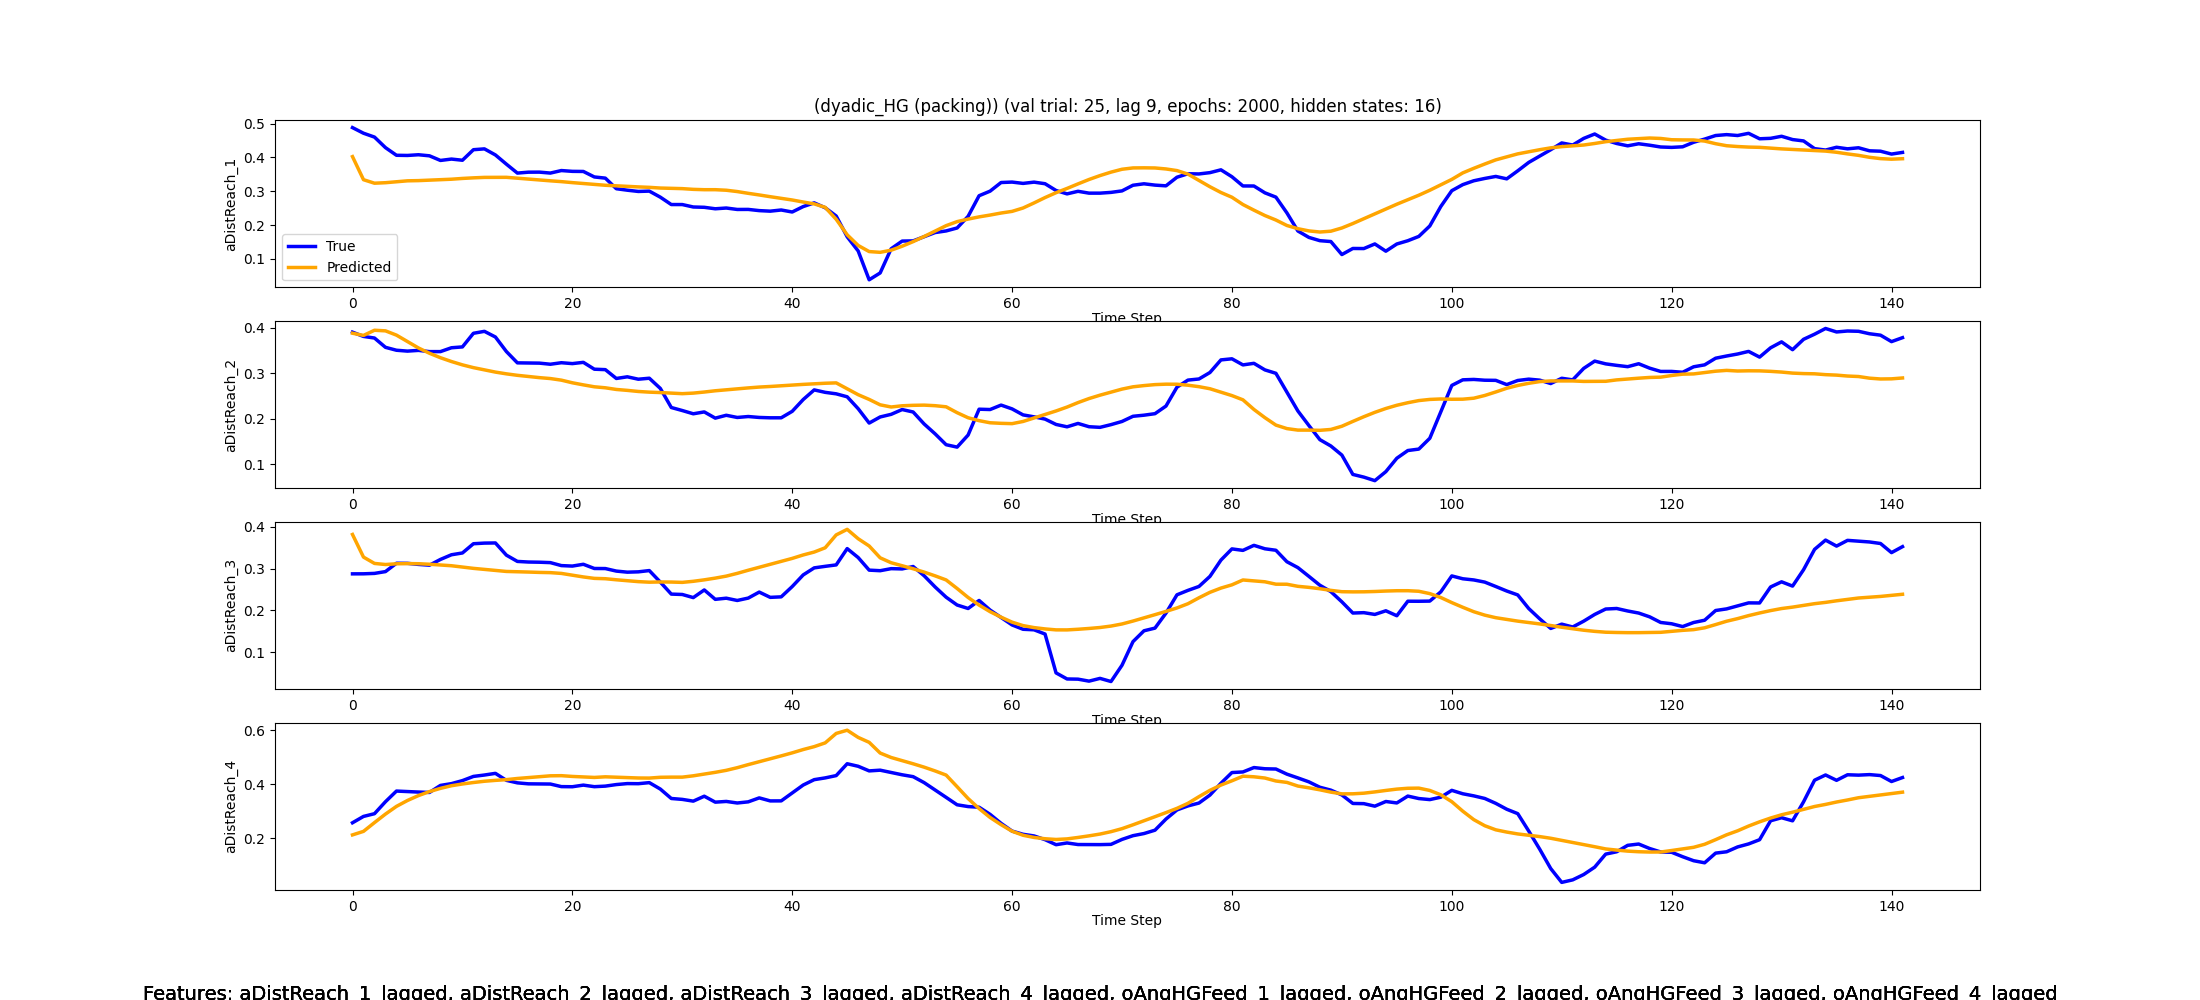 (dyadic_HG (packing)) (val trial: 25, lag 9, epochs: 2000, hidden states: 16)
aDistReach_1
0.5
0.4
0.3
0.2
0.1
True
Predicted
0 20 40 60 80 100 120 140
Time Step
aDistReach_2
0.4
0.3
0.2
0.1
0 20 40 60 80 100 120 140
Time Step
aDistReach_3
0.4
0.3
0.2
0.1
0 20 40 60 80 100 120 140
Time Step
aDistReach_4
0.6
0.4
0.2
0 20 40 60 80 100 120 140
Time Step
Features: aDistReach_1_lagged, aDistReach_2_lagged, aDistReach_3_lagged, aDistReach_4_lagged, oAngHGFeed_1_lagged, oAngHGFeed_2_lagged, oAngHGFeed_3_lagged, oAngHGFeed_4_lagged